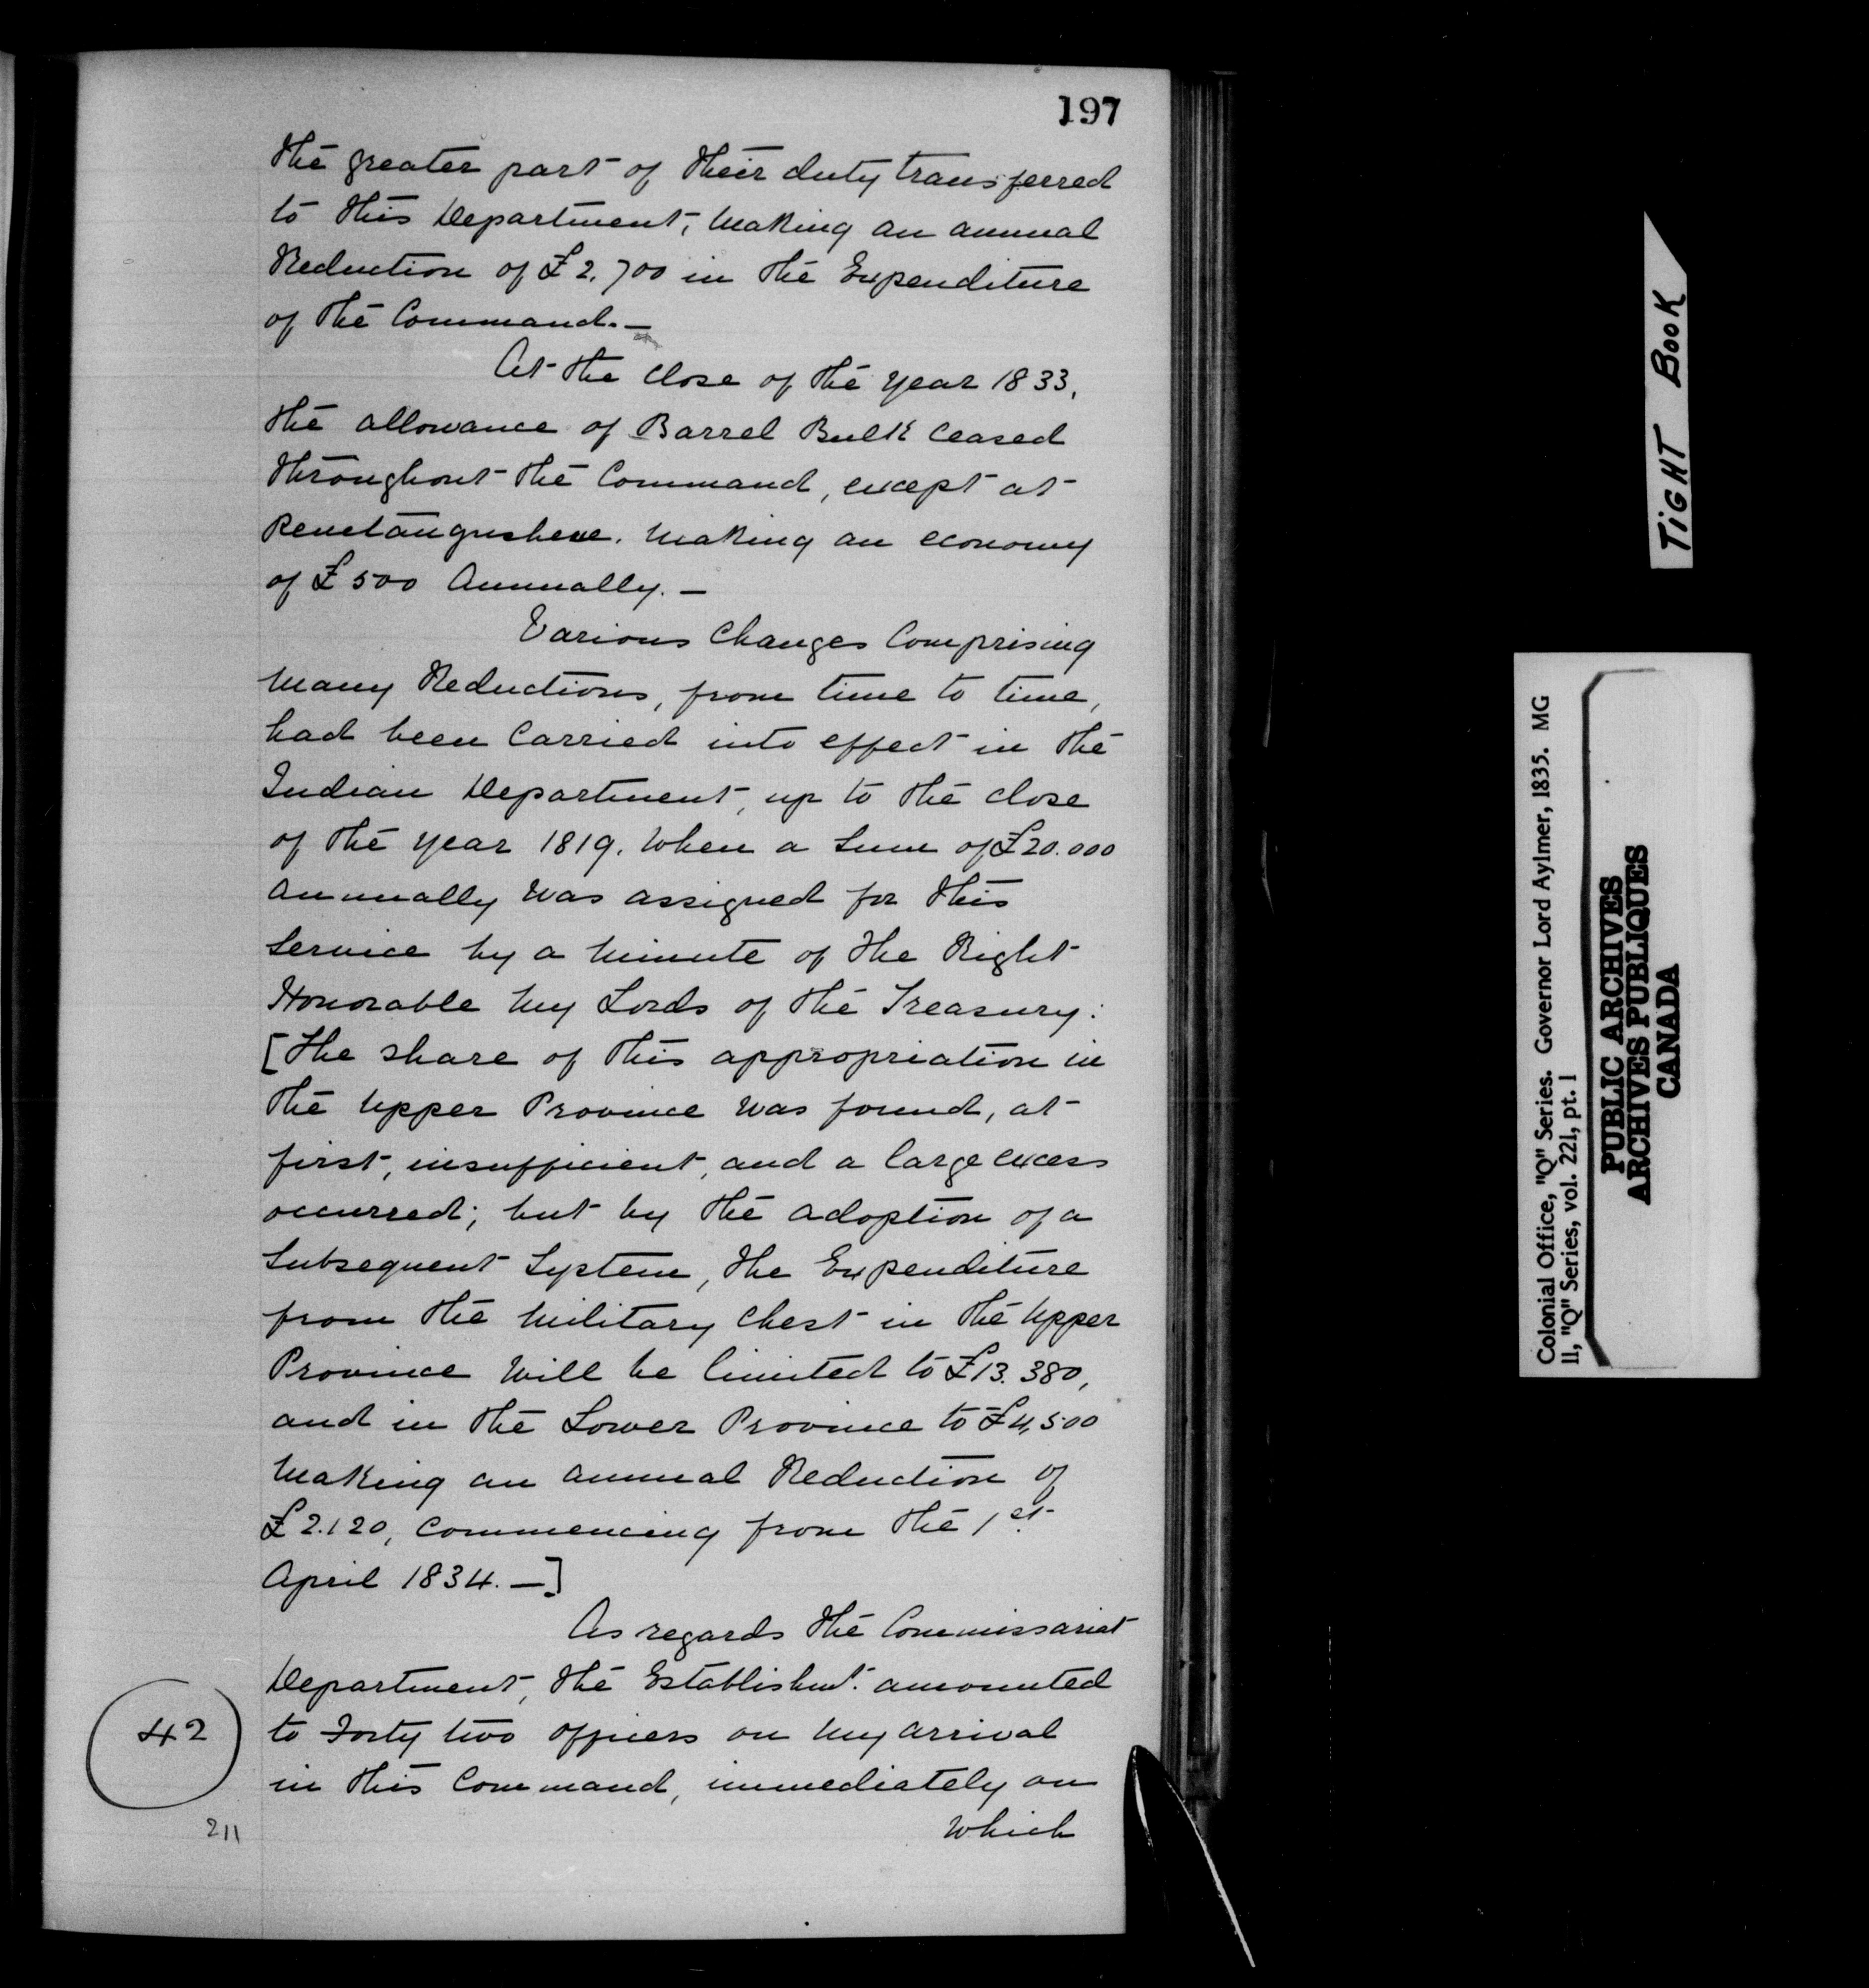 197
the greater part of their duty transferred
to this Department, making an annual
Reduction of £2.700 in the Expenditure
of the Command.—
At the close of the year 1833,
the allowance of Barrel Bulk ceased
throughout the Command, except at
Penetanguishene. making an economy
of £500 Annually.—
Various Changes Comprising
many Reductions, from time to time,
had been Carried into effect in the
Indian Department, up to the close
of the year 1819. When a Sum of £20.000
annually was assigned for this
Service by a minute of the Right
Honorable My Lords of the Treasury:
[The share of this appropriation in
the Upper Province was found, at
first, insufficient, and a large excess
occurred; but by the adoption of a
Subsequent System, the Expenditure
from the Military Chest in the Upper
Province will be limited to £13.380,
and in the Lower Province to £4,500
Making an annual Reduction of
£2.120, commencing from the 1st
April 1834.—]
As regards the Commissariat
Department, the Establishmt. amounted
to Forty two officers on my arrival
in this Command, immediately on
which
42
211
TIGHT BOOK
Colonial Office, "Q" Series. Governor Lord Aylmer, 1835. MG
11, "Q" Series, vol. 221, pt. 1
PUBLIC ARCHIVES
ARCHIVES PUBLIQUES
CANADA